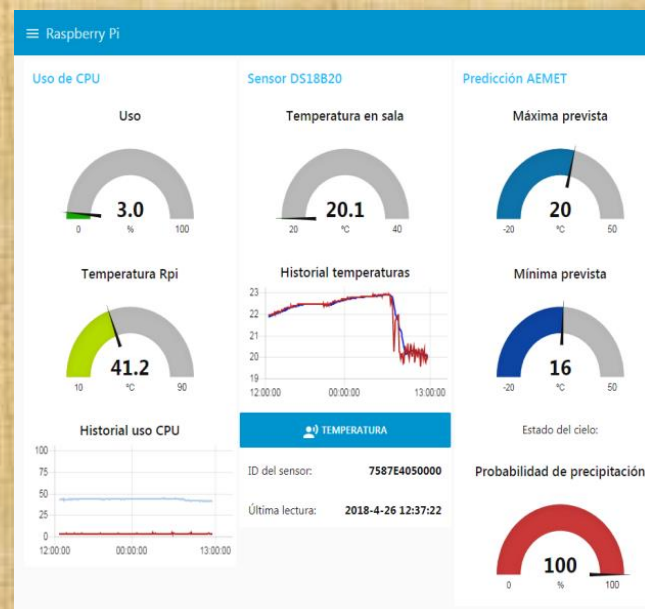 Raspberry Pi
Uso de CPU
Uso
3.0
0 % 100
Temperatura Rpi
41.2
10 °C 90
Historial uso CPU
100
75
50
25
0
12:00:00 00:00:00 13:00:00
Sensor DS18B20
Temperatura en sala
20.1
20 °C 40
Historial temperaturas
23
22
21
20
19
12:00:00 00:00:00 13:00:00
TEMPERATURA
ID del sensor: 7587E4050000
Última lectura: 2018-4-26 12:37:22
Predicción AEMET
Máxima prevista
20
-20 °C 50
Mínima prevista
16
-20 °C 50
Estado del cielo:
Probabilidad de precipitación
100
0 % 100